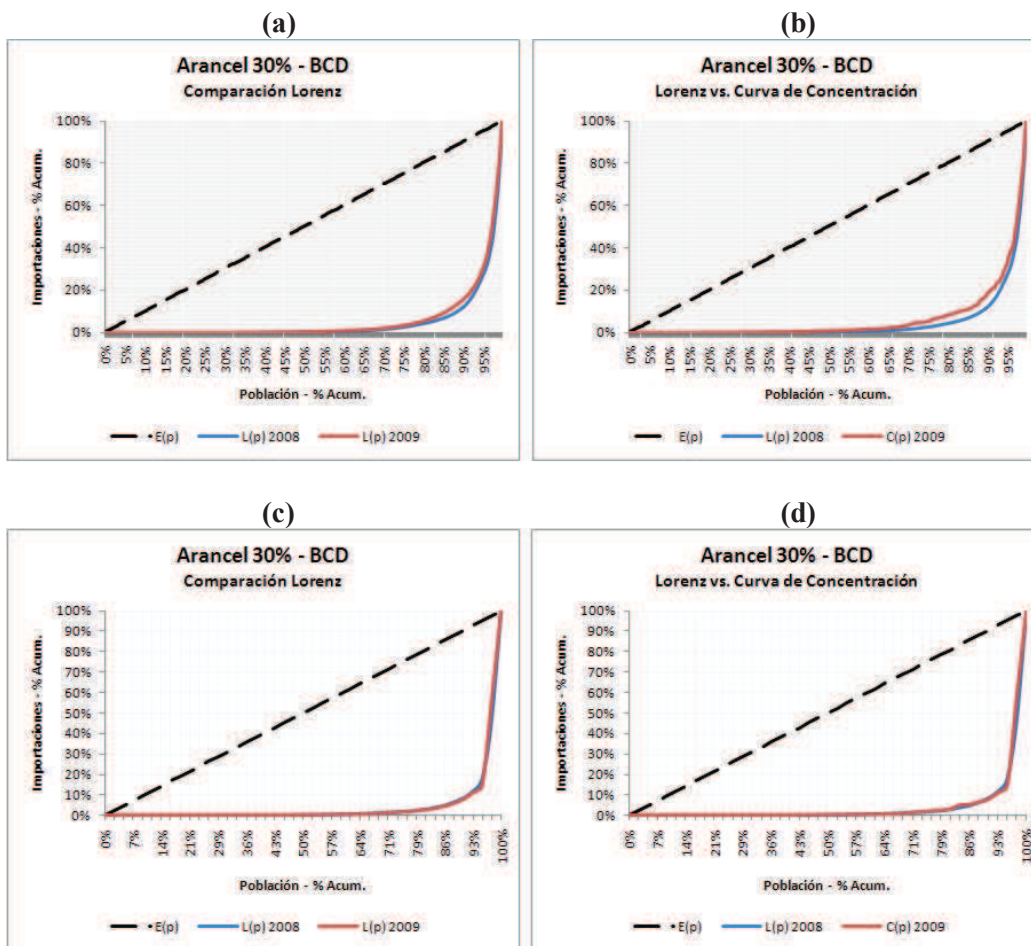 (a)
Arancel 30% - BCD
Comparación Lorenz
Importaciones - % Acum.
100%
80%
60%
40%
20%
0%
0% 5% 10% 15% 20% 25% 30% 35% 40% 45% 50% 55% 60% 65% 70% 75% 80% 85% 90% 95%
Población - % Acum.
E(p) L(p) 2008 L(p) 2009
(b)
Arancel 30% - BCD
Lorenz vs. Curva de Concentración
Importaciones - % Acum.
100%
80%
60%
40%
20%
0%
0% 5% 10% 15% 20% 25% 30% 35% 40% 45% 50% 55% 60% 65% 70% 75% 80% 85% 90% 95%
Población - % Acum.
E(p) L(p) 2008 C(p) 2009
(c)
Arancel 30% - BCD
Comparación Lorenz
Importaciones - % Acum.
100%
90%
80%
70%
60%
50%
40%
30%
20%
10%
0%
0% 7% 14% 21% 29% 36% 43% 50% 57% 64% 71% 79% 86% 93% 100%
Población - % Acum.
E(p) L(p) 2008 L(p) 2009
(d)
Arancel 30% - BCD
Lorenz vs. Curva de Concentración
Importaciones - % Acum.
100%
90%
80%
70%
60%
50%
40%
30%
20%
10%
0%
0% 7% 14% 21% 29% 36% 43% 50% 57% 64% 71% 79% 86% 93% 100%
Población - % Acum.
E(p) L(p) 2008 C(p) 2009